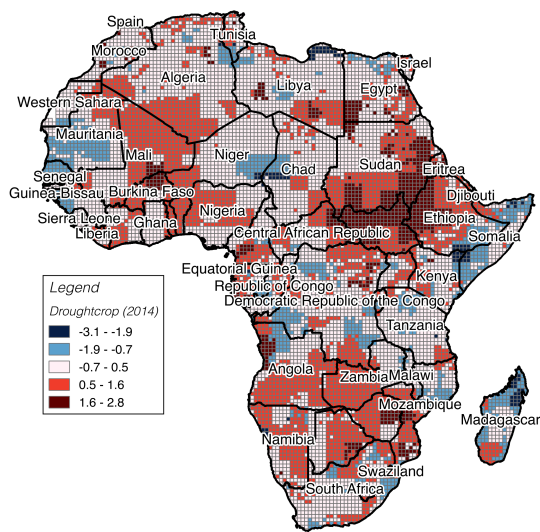 Spain
Tunisia
Morocco
Israel
Algeria
Libya
Egypt
Western Sahara
Mauritania
Mali
Niger
Chad
Sudan
Eritrea
Senegal
Guinea-Bissau
Burkina Faso
Djibouti
Sierra Leone
Ghana
Nigeria
Ethiopia
Liberia
Central African Republic
Somalia
Equatorial Guinea
Kenya
Republic of Congo
Democratic Republic of the Congo
Tanzania
Angola
Zambia
Malawi
Mozambique
Madagascar
Namibia
Swaziland
South Africa
Legend
Droughtcrop (2014)
-3.1 - -1.9
-1.9 - -0.7
-0.7 - 0.5
0.5 - 1.6
1.6 - 2.8